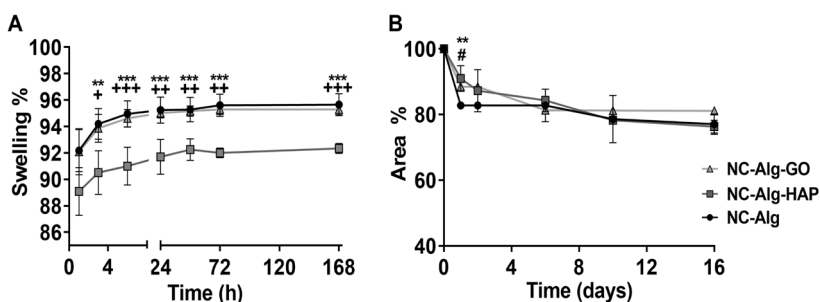 A
Swelling %
100
98
96
94
92
90
88
86
** *** *** *** *** ***
+ +++ ++ ++ ++ +++
0 4 24 72 120 168
Time (h)
B
Area %
100
80
60
40
**
#
0 4 8 12 16
Time (days)
NC-Alg-GO
NC-Alg-HAP
NC-Alg